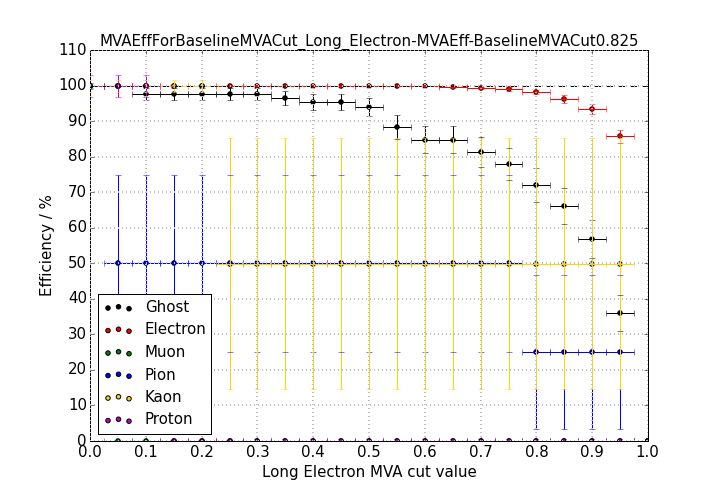 MVAEffForBaselineMVACut_Long_Electron-MVAEff-BaselineMVACut0.825
110
100
90
80
70
60
50
40
30
20
10
0
Efficiency / %
Ghost
Electron
Muon
Pion
Kaon
Proton
0.0 0.1 0.2 0.3 0.4 0.5 0.6 0.7 0.8 0.9 1.0
Long Electron MVA cut value